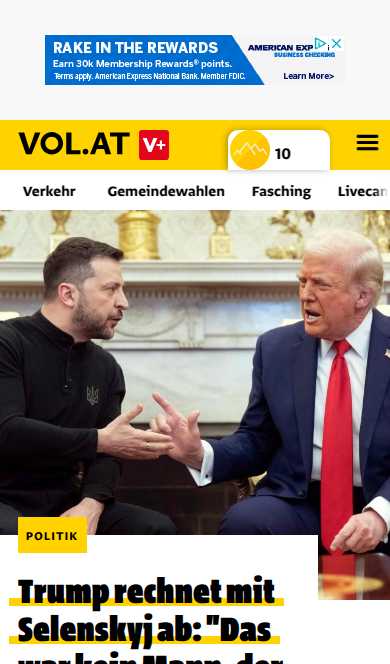 RAKE IN THE REWARDS
Earn 30k Membership Rewards® points.
Terms apply. American Express National Bank. Member FDIC.
AMERICAN EXP
BUSINESS CHECKING
Learn More>
VOL.AT V+
10
Verkehr Gemeindewahlen Fasching Livecan
POLITIK
Trump rechnet mit
Selenskyj ab: "Das
war kein Mann, der